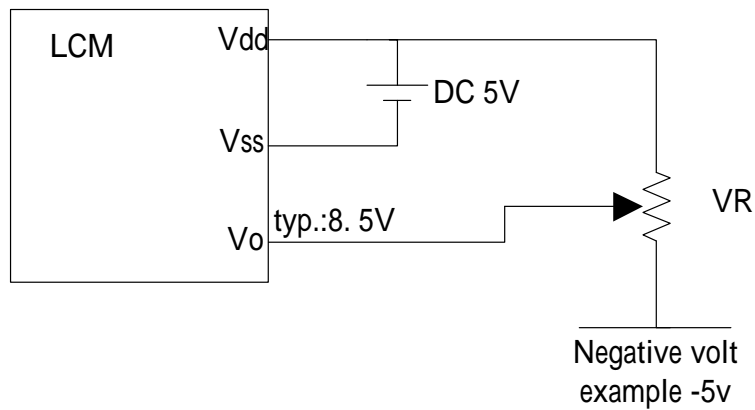 LCM
Vdd
DC 5V
Vss
VR
typ.:8. 5V
Vo
Negative volt
example -5v